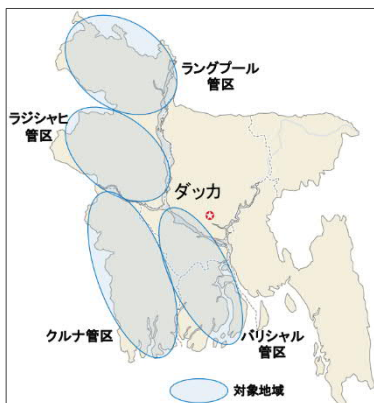 ラングプール
管区
ラジシャヒ
管区
ダッカ
クルナ管区
バリシャル
管区
対象地域